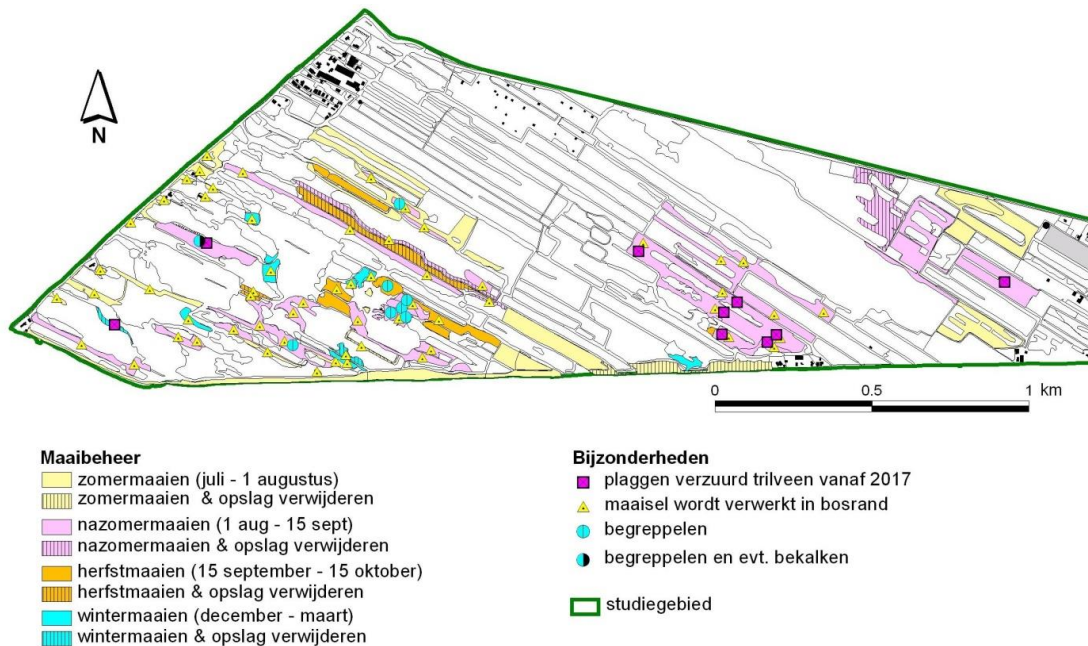 N
0 0.5 1 km
Maaibeheer
zomermaaien (juli - 1 augustus)
zomermaaien & opslag verwijderen
nazomermaaien (1 aug - 15 sept)
nazomermaaien & opslag verwijderen
herfstmaaien (15 september - 15 oktober)
herfstmaaien & opslag verwijderen
wintermaaien (december - maart)
wintermaaien & opslag verwijderen
Bijzonderheden
plaggen verzuurd trilveen vanaf 2017
maaisel wordt verwerkt in bosrand
begreppelen
begreppelen en evt. bekalken
studiegebied